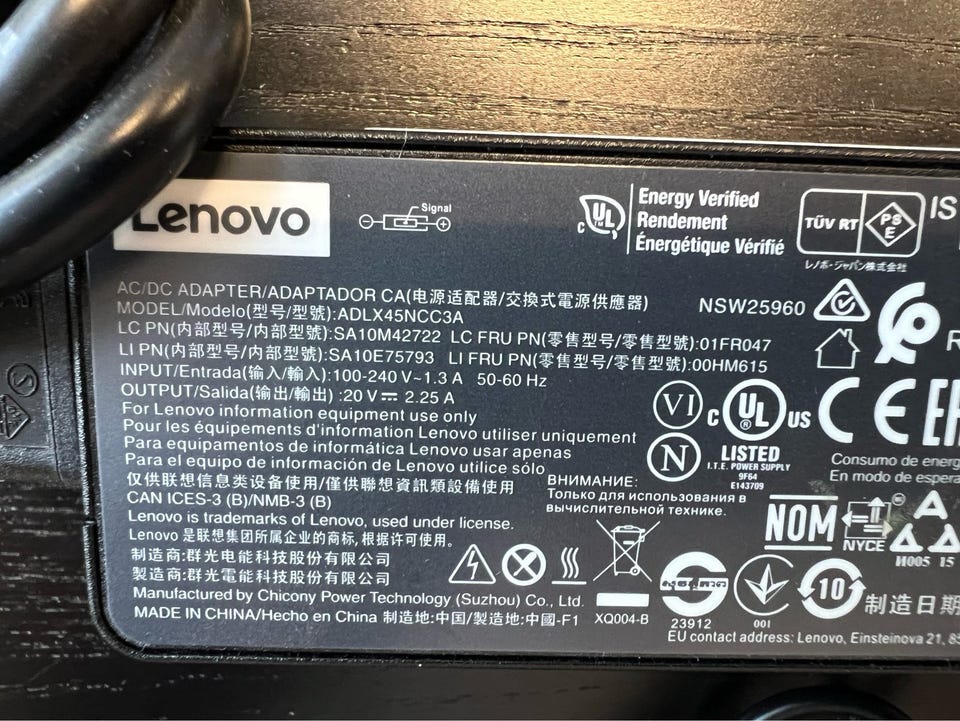 Lenovo
Signal
c UL TM
Energy Verified
Rendement
Énergétique Vérifié
TÜV RT
PS
E
IS
レノボ・ジャパン株式会社
AC/DC ADAPTER/ADAPTADOR CA(电源适配器/交換式電源供應器)
NSW25960
MODEL/Modelo(型号/型號):ADLX45NCC3A
LC PN(内部型号/内部型號):SA10M42722 LC FRU PN(零售型号/零售型號):01FR047
LI PN(内部型号/内部型號):SA10E75793 LI FRU PN(零售型号/零售型號):00HM615
INPUT/Entrada(输入/輸入):100-240 V~1.3 A 50-60 Hz
OUTPUT/Salida(输出/輸出) :20 V⎓ 2.25 A
For Lenovo information equipment use only
Pour les équipements d'information Lenovo utiliser uniquement
Para equipamentos de informática Lenovo usar apenas
Para el equipo de información de Lenovo utilice sólo
仅供联想信息类设备使用/僅供聯想資訊類設備使用
CAN ICES-3 (B)/NMB-3 (B)
Lenovo is trademarks of Lenovo, used under license.
Lenovo 是联想集团所属企业的商标,根据许可使用。
制造商:群光电能科技股份有限公司
製造商:群光電能科技股份有限公司
Manufactured by Chicony Power Technology (Suzhou) Co., Ltd.
MADE IN CHINA/Hecho en China 制造地:中国/製造地:中國-F1
VI
N
c UL ® US
LISTED
I.T.E. POWER SUPPLY
9F64
E143709
R
CE
Consumo de energ
En modo de espera
ВНИМАНИЕ:
Только для использования в
вычислительной технике.
NOM
NYCE
A
H005 15
XQ004-B
23912
001
10
制造日期
EU contact address: Lenovo, Einsteinova 21, 85